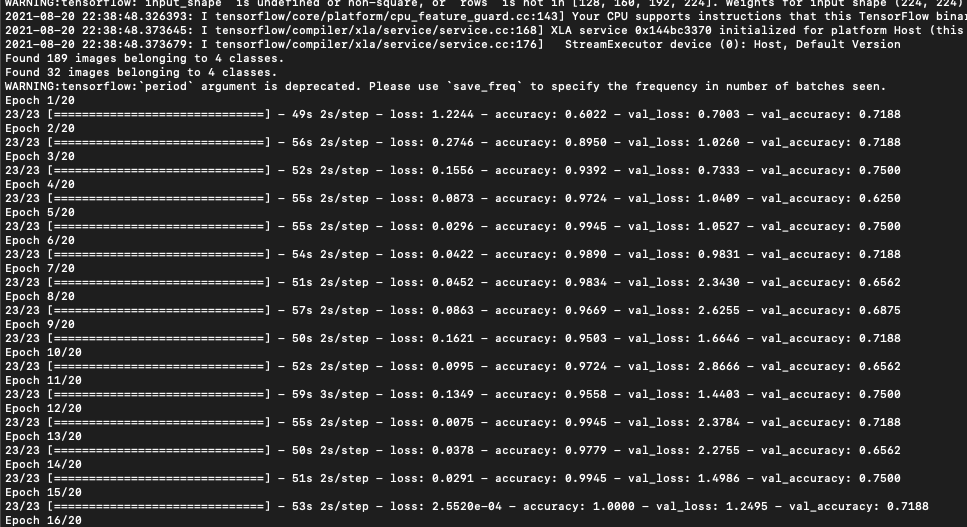 WARNING:tensorflow:`input_shape` is undefined or non-square, or `rows` is not in [128, 160, 192, 224]. Weights for input shape (224, 224)
2021-08-20 22:38:48.326393: I tensorflow/core/platform/cpu_feature_guard.cc:143] Your CPU supports instructions that this TensorFlow binar
2021-08-20 22:38:48.373645: I tensorflow/compiler/xla/service/service.cc:168] XLA service 0x144bc3370 initialized for platform Host (this
2021-08-20 22:38:48.373679: I tensorflow/compiler/xla/service/service.cc:176]   StreamExecutor device (0): Host, Default Version
Found 189 images belonging to 4 classes.
Found 32 images belonging to 4 classes.
WARNING:tensorflow:`period` argument is deprecated. Please use `save_freq` to specify the frequency in number of batches seen.
Epoch 1/20
23/23 [==============================] - 49s 2s/step - loss: 1.2244 - accuracy: 0.6022 - val_loss: 0.7003 - val_accuracy: 0.7188
Epoch 2/20
23/23 [==============================] - 56s 2s/step - loss: 0.2746 - accuracy: 0.8950 - val_loss: 1.0260 - val_accuracy: 0.7188
Epoch 3/20
23/23 [==============================] - 52s 2s/step - loss: 0.1556 - accuracy: 0.9392 - val_loss: 0.7333 - val_accuracy: 0.7500
Epoch 4/20
23/23 [==============================] - 55s 2s/step - loss: 0.0873 - accuracy: 0.9724 - val_loss: 1.0409 - val_accuracy: 0.6250
Epoch 5/20
23/23 [==============================] - 55s 2s/step - loss: 0.0296 - accuracy: 0.9945 - val_loss: 1.0527 - val_accuracy: 0.7500
Epoch 6/20
23/23 [==============================] - 54s 2s/step - loss: 0.0422 - accuracy: 0.9890 - val_loss: 0.9831 - val_accuracy: 0.7188
Epoch 7/20
23/23 [==============================] - 51s 2s/step - loss: 0.0452 - accuracy: 0.9834 - val_loss: 2.3430 - val_accuracy: 0.6562
Epoch 8/20
23/23 [==============================] - 57s 2s/step - loss: 0.0863 - accuracy: 0.9669 - val_loss: 2.6255 - val_accuracy: 0.6875
Epoch 9/20
23/23 [==============================] - 50s 2s/step - loss: 0.1621 - accuracy: 0.9503 - val_loss: 1.6646 - val_accuracy: 0.7188
Epoch 10/20
23/23 [==============================] - 52s 2s/step - loss: 0.0995 - accuracy: 0.9724 - val_loss: 2.8666 - val_accuracy: 0.6562
Epoch 11/20
23/23 [==============================] - 59s 3s/step - loss: 0.1349 - accuracy: 0.9558 - val_loss: 1.4403 - val_accuracy: 0.7500
Epoch 12/20
23/23 [==============================] - 55s 2s/step - loss: 0.0075 - accuracy: 0.9945 - val_loss: 2.3784 - val_accuracy: 0.7188
Epoch 13/20
23/23 [==============================] - 50s 2s/step - loss: 0.0378 - accuracy: 0.9779 - val_loss: 2.2755 - val_accuracy: 0.6562
Epoch 14/20
23/23 [==============================] - 51s 2s/step - loss: 0.0291 - accuracy: 0.9945 - val_loss: 1.4986 - val_accuracy: 0.7500
Epoch 15/20
23/23 [==============================] - 53s 2s/step - loss: 2.5520e-04 - accuracy: 1.0000 - val_loss: 1.2495 - val_accuracy: 0.7188
Epoch 16/20